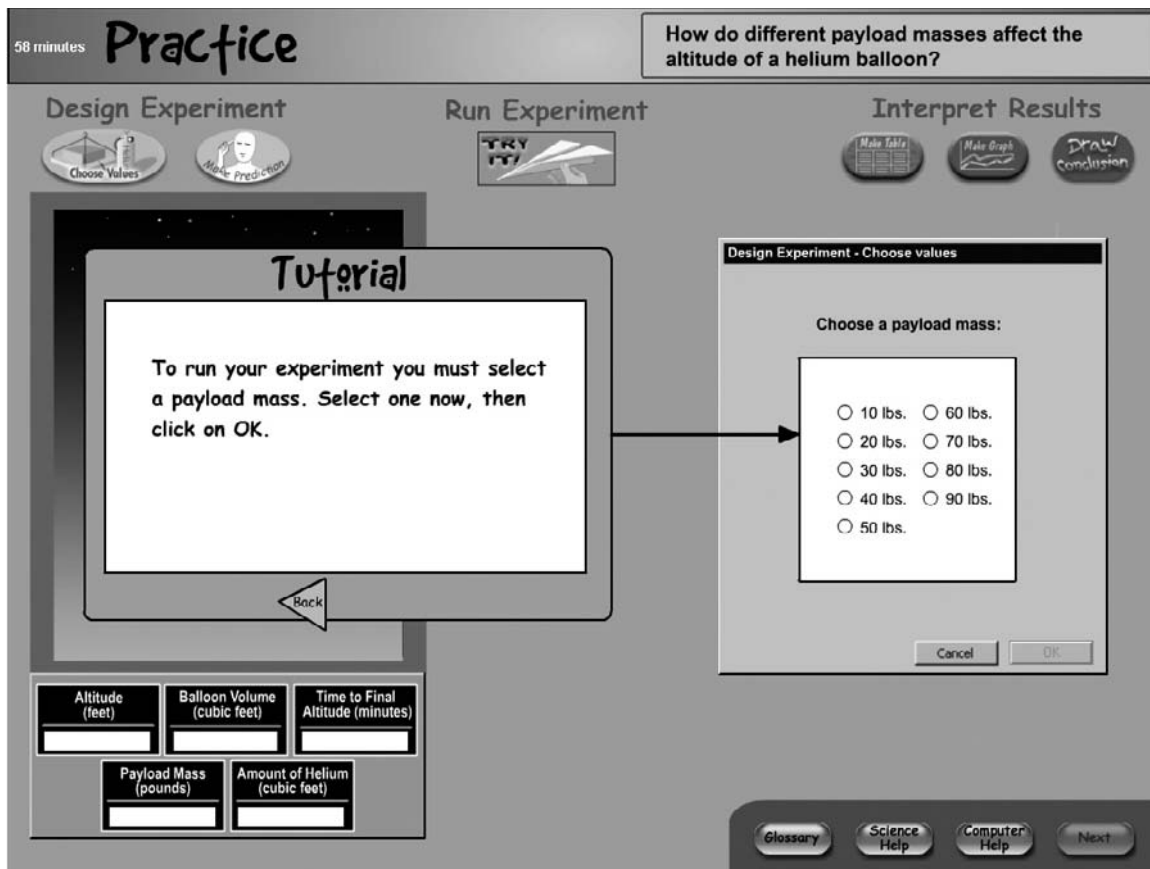 58 minutes Practice
How do different payload masses affect the
altitude of a helium balloon?
Design Experiment
Run Experiment
Interpret Results
Choose Values
Make Prediction
TRY
IT!
Make Table
Make Graph
Draw
Conclusion
Tutorial
To run your experiment you must select
a payload mass. Select one now, then
click on OK.
Back
Design Experiment - Choose values
Choose a payload mass:
10 lbs. 60 lbs.
20 lbs. 70 lbs.
30 lbs. 80 lbs.
40 lbs. 90 lbs.
50 lbs.
Cancel OK
Altitude
(feet)
Balloon Volume
(cubic feet)
Time to Final
Altitude (minutes)
Payload Mass
(pounds)
Amount of Helium
(cubic feet)
Glossary
Science
Help
Computer
Help
Next